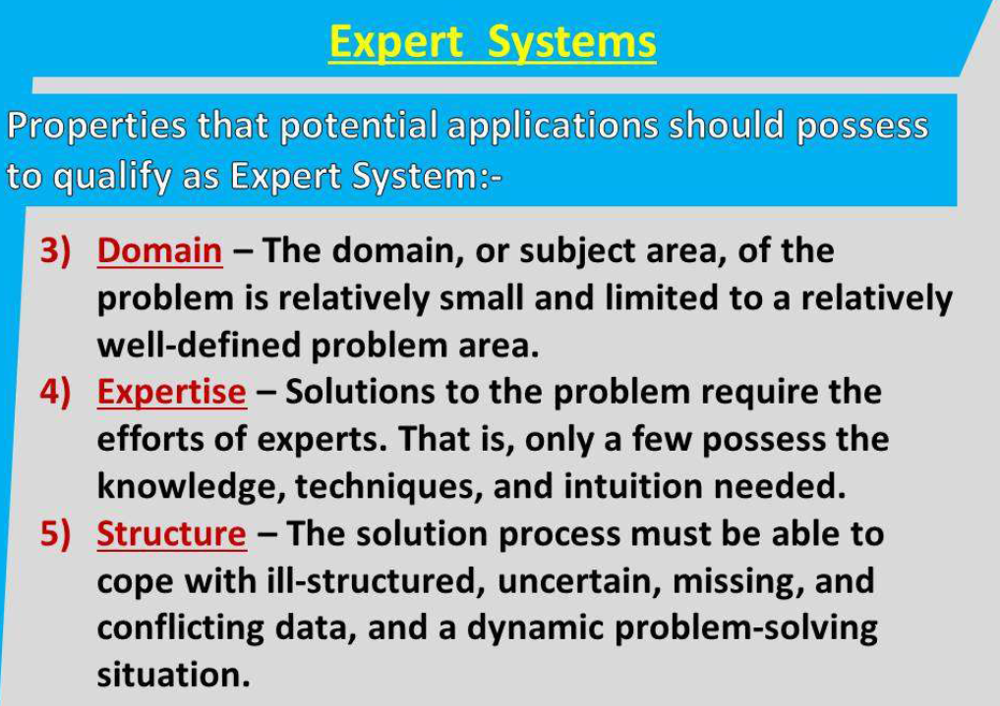 Expert Systems
Properties that potential applications should possess
to qualify as Expert System:-
3) Domain – The domain, or subject area, of the
problem is relatively small and limited to a relatively
well-defined problem area.
4) Expertise – Solutions to the problem require the
efforts of experts. That is, only a few possess the
knowledge, techniques, and intuition needed.
5) Structure – The solution process must be able to
cope with ill-structured, uncertain, missing, and
conflicting data, and a dynamic problem-solving
situation.